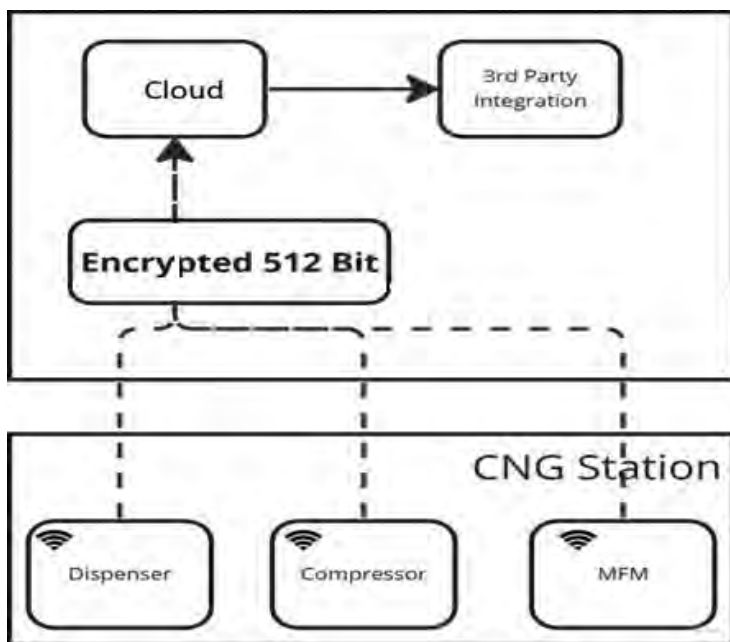 Cloud
3rd Party
Integration
Encrypted 512 Bit
CNG Station
Dispenser
Compressor
MFM